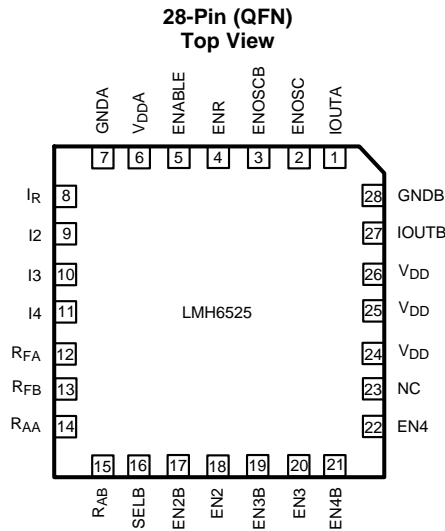 28-Pin (QFN)
Top View
GNDA
VDDA
ENABLE
ENR
ENOSCB
ENOSC
IOUTA
7 6 5 4 3 2 1
IR 8
I2 9
I3 10
I4 11
RFA 12
RFB 13
RAA 14
LMH6525
28 GNDB
27 IOUTB
26 VDD
25 VDD
24 VDD
23 NC
22 EN4
15 16 17 18 19 20 21
RAB
SELB
EN2B
EN2
EN3B
EN3
EN4B